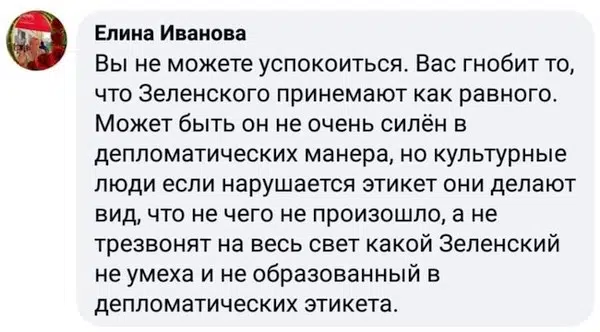 Елина Иванова
Вы не можете успокоиться. Вас гнобит то,
что Зеленского принемают как равного.
Может быть он не очень силён в
депломатических манера, но культурные
люди если нарушается этикет они делают
вид, что не чего не произошло, а не
трезвонят на весь свет какой Зеленский
не умеха и не образованный в
депломатических этикета.